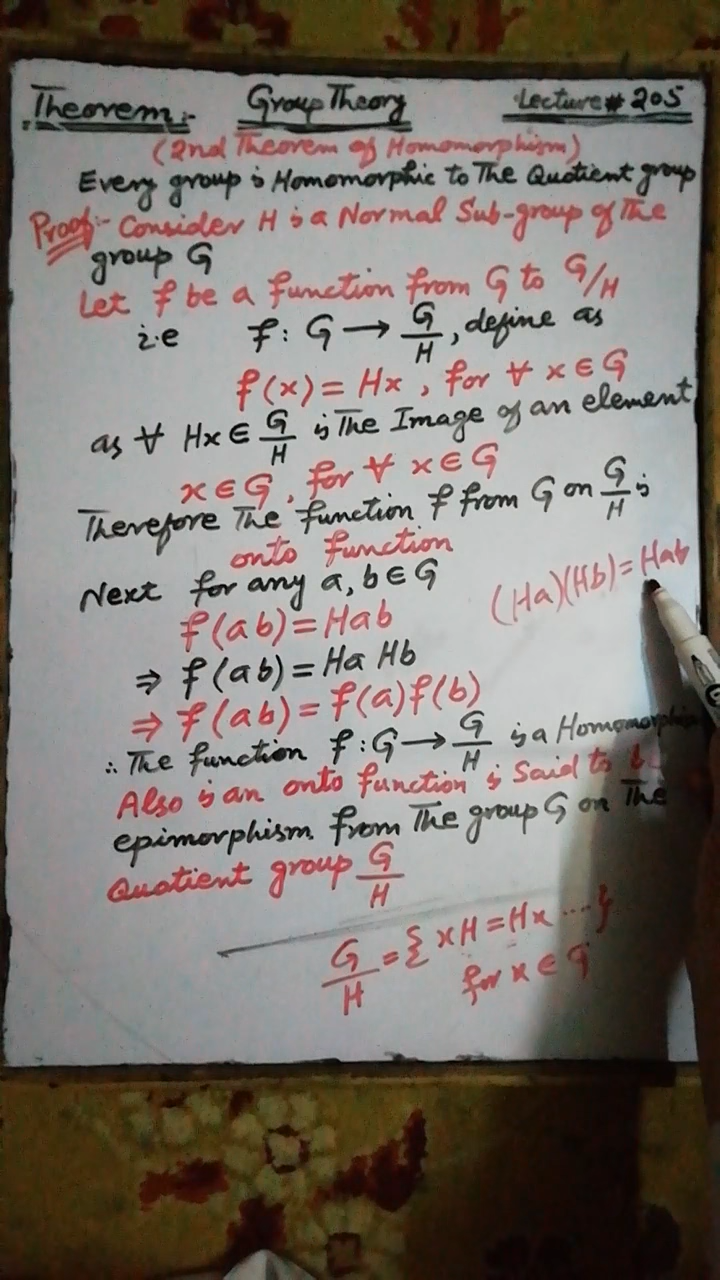 Theorem:- Group Theory Lecture # 205
(2nd Theorem of Homomorphism)
Every group is Homomorphic to The Quotient group
Proof:- Consider H is a Normal Sub-group of The
group G
Let f be a function from G to G/H
i.e f: G → G/H, define as
f(x) = Hx, for ∀ x ∈ G
as ∀ Hx ∈ G/H is The Image of an element
x ∈ G, for ∀ x ∈ G
Therefore The function f from G on G/H is
onto function
Next for any a, b ∈ G
(Ha)(Hb) = Hab
f(ab) = Hab
⇒ f(ab) = Ha Hb
⇒ f(ab) = f(a) f(b)
∴ The function f: G → G/H is a Homomorphism
Also is an onto function is Said to
epimorphism from The group G on The
Quotient group G/H
G/H = { xH = Hx ....}
for x ∈ G